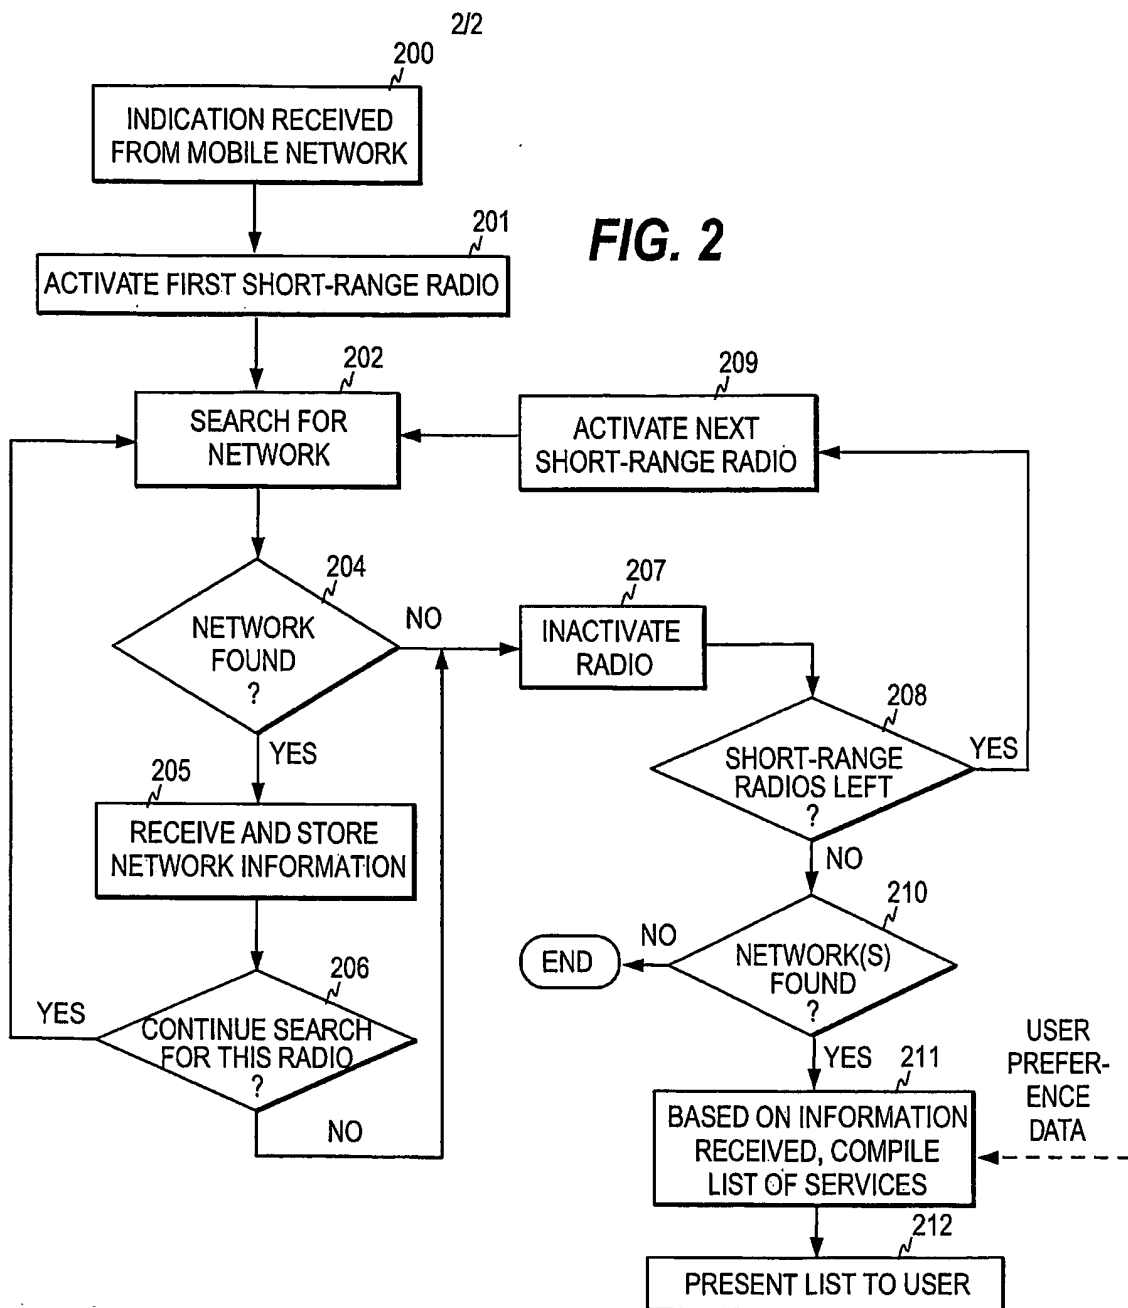 2/2
200
INDICATION RECEIVED
FROM MOBILE NETWORK
FIG. 2
201
ACTIVATE FIRST SHORT-RANGE RADIO
202
SEARCH FOR
NETWORK
209
ACTIVATE NEXT
SHORT-RANGE RADIO
204
NETWORK
FOUND
?
NO
YES
207
INACTIVATE
RADIO
208
SHORT-RANGE
RADIOS LEFT
?
YES
NO
205
RECEIVE AND STORE
NETWORK INFORMATION
206
CONTINUE SEARCH
FOR THIS RADIO
?
YES
NO
210
NETWORK(S)
FOUND
?
NO
END
YES
211
BASED ON INFORMATION
RECEIVED, COMPILE
LIST OF SERVICES
USER
PREFER-
ENCE
DATA
212
PRESENT LIST TO USER